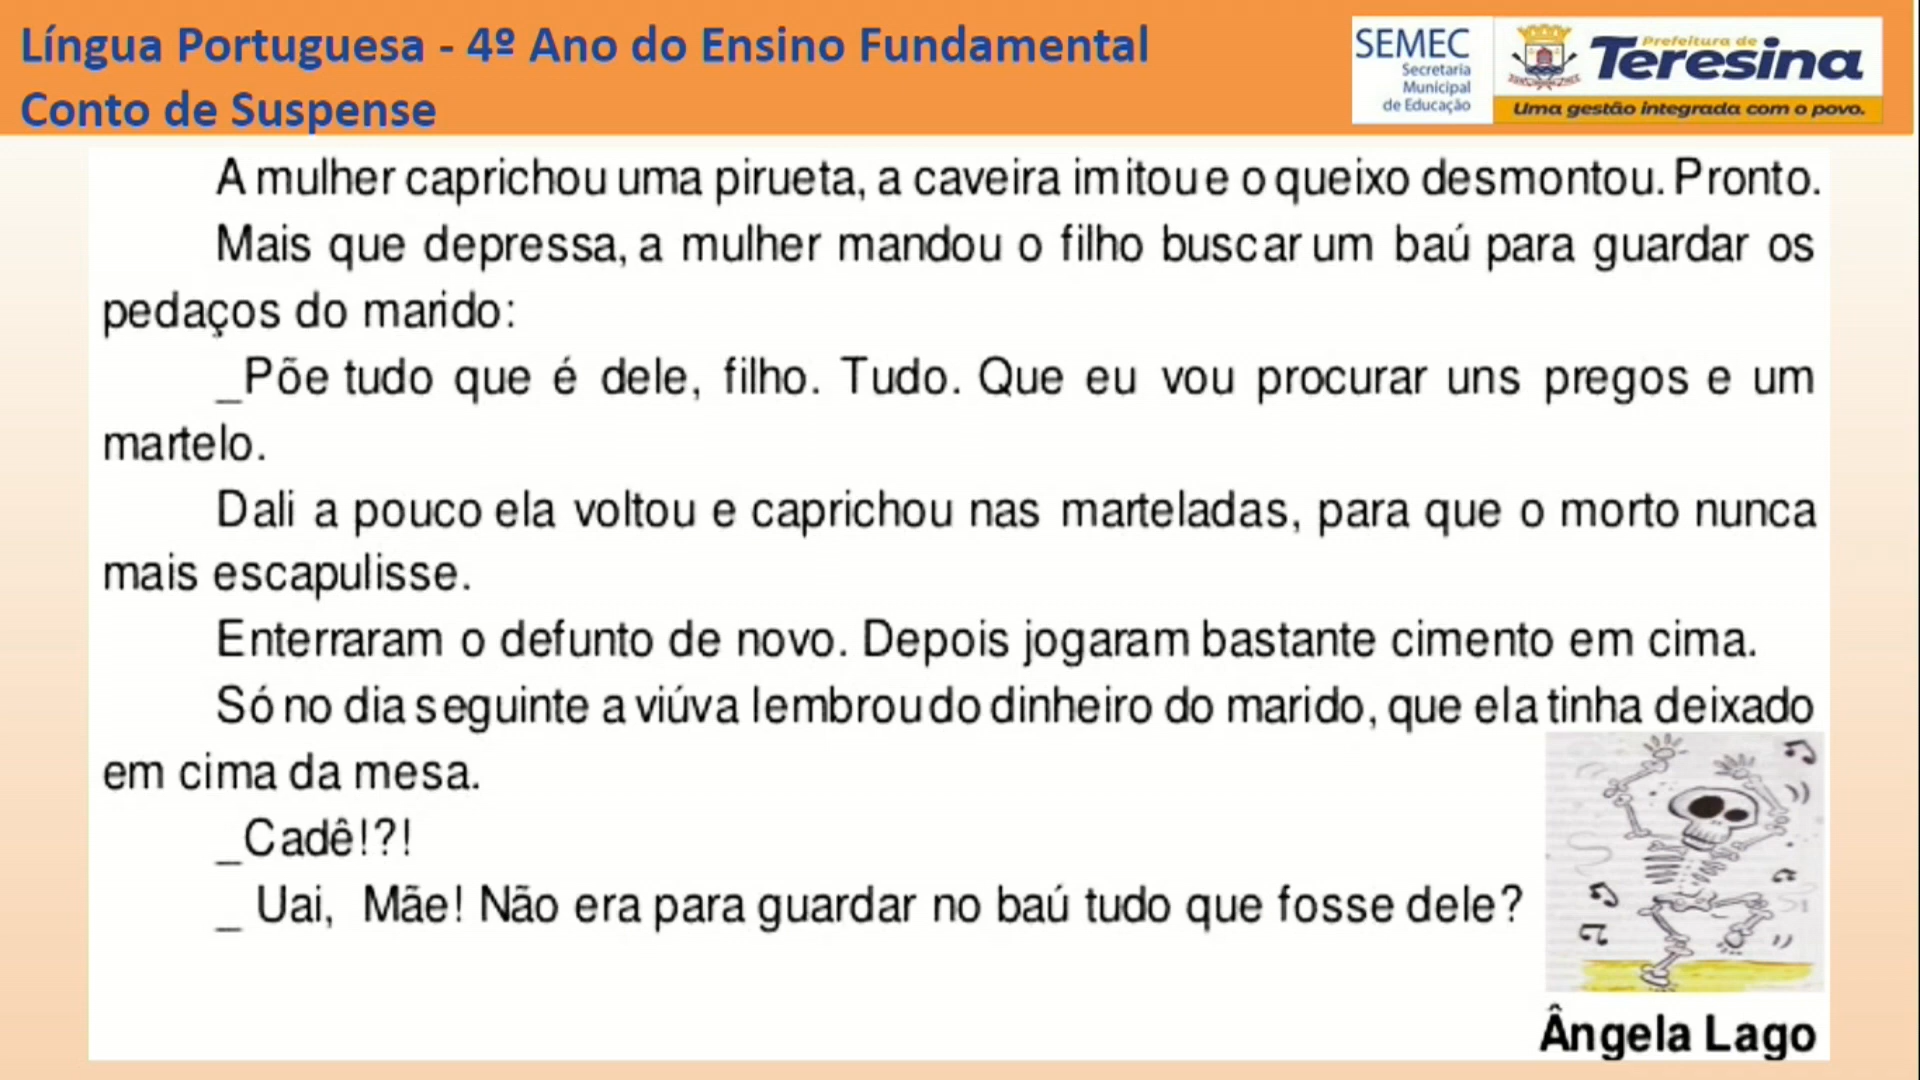 Língua Portuguesa - 4º Ano do Ensino Fundamental
Conto de Suspense
SEMEC
Secretaria
Municipal
de Educação
Prefeitura de
Teresina
Uma gestão integrada com o povo.
A mulher caprichou uma pirueta, a caveira imitou e o queixo desmontou. Pronto.
Mais que depressa, a mulher mandou o filho buscar um baú para guardar os
pedaços do marido:
_Põe tudo que é dele, filho. Tudo. Que eu vou procurar uns pregos e um
martelo.
Dali a pouco ela voltou e caprichou nas marteladas, para que o morto nunca
mais escapulisse.
Enterraram o defunto de novo. Depois jogaram bastante cimento em cima.
Só no dia seguinte a viúva lembrou do dinheiro do marido, que ela tinha deixado
em cima da mesa.
_Cadê!?!
_ Uai, Mãe! Não era para guardar no baú tudo que fosse dele?
Ângela Lago